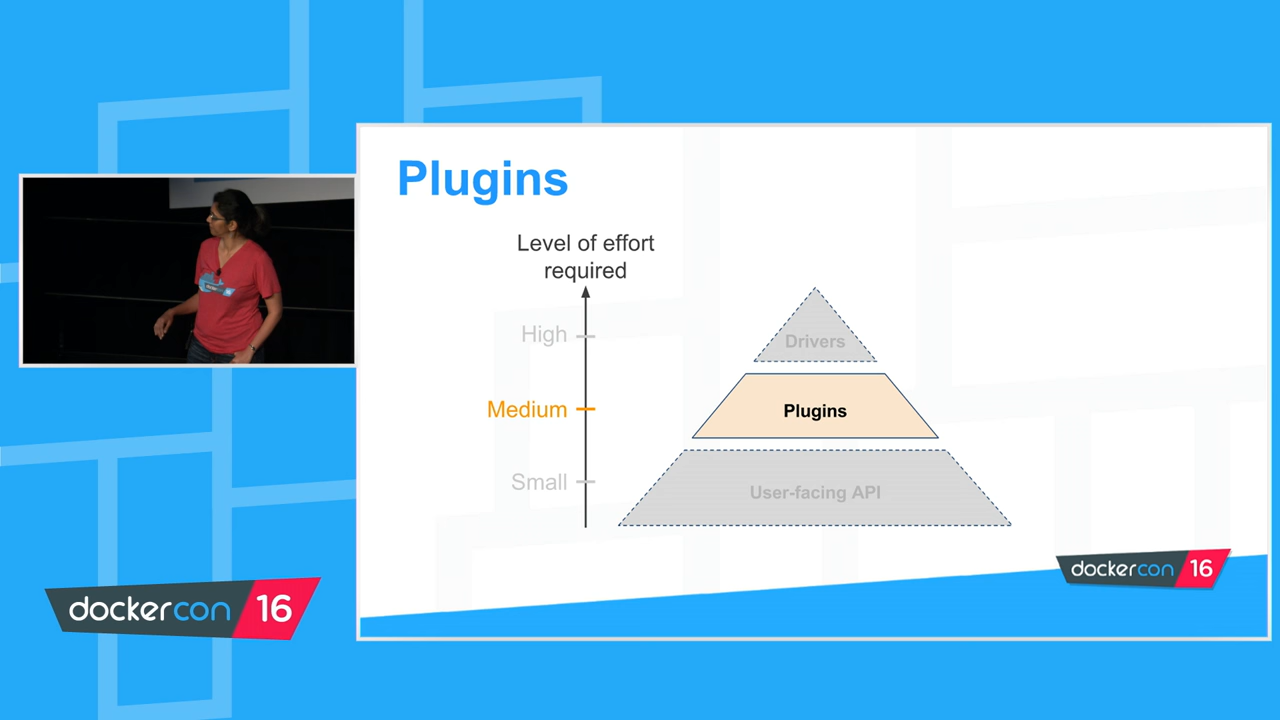 Plugins
Level of effort
required
High
Drivers
Medium
Plugins
Small
User-facing API
dockercon 16
dockercon 16